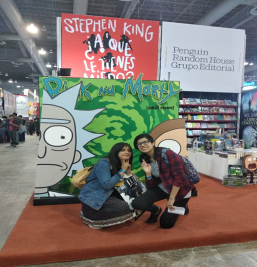 STEPHEN KING
¿A QUÉ
LE TIENES
MIEDO?
Penguin
Random House
Grupo Editorial
Rick and Morty